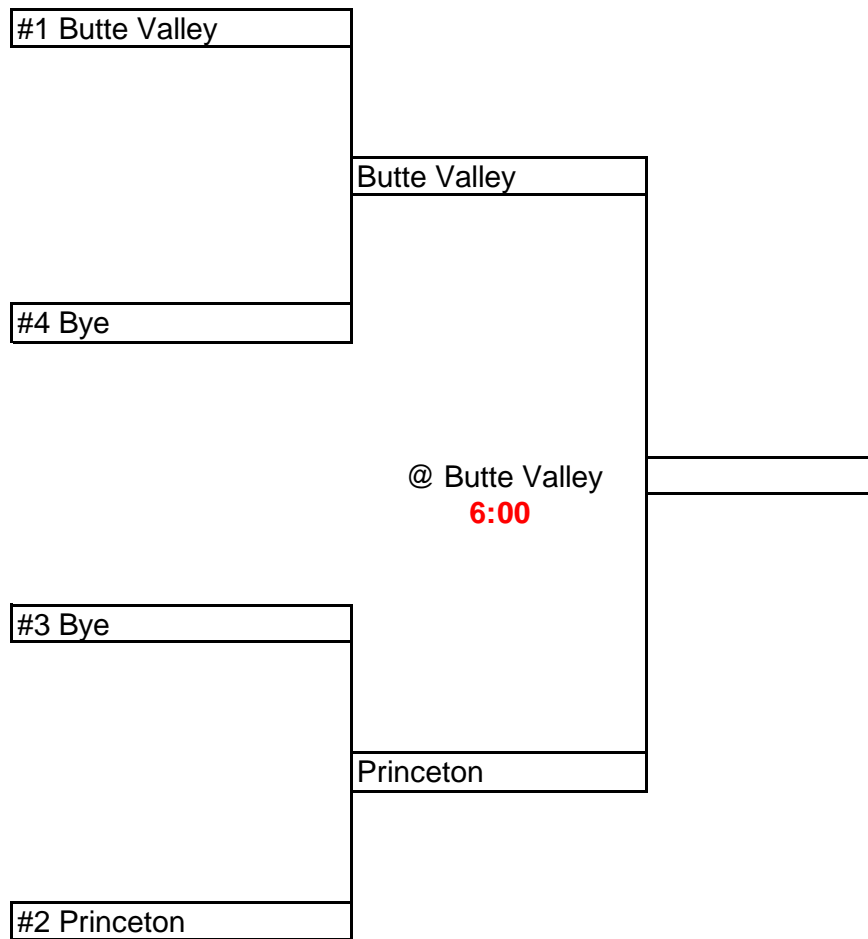 #1 Butte Valley
Butte Valley
#4 Bye
@ Butte Valley
6:00
#3 Bye
Princeton
#2 Princeton